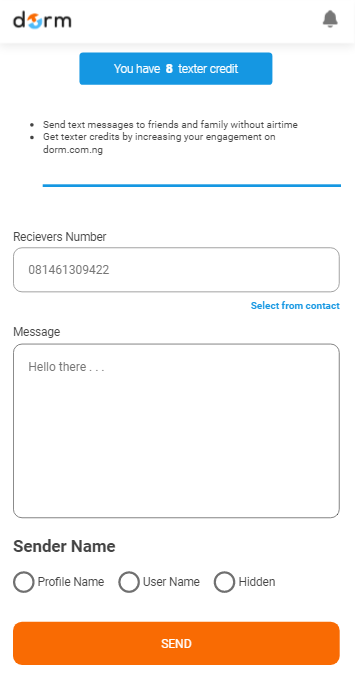 dorm
You have 8 texter credit
Send text messages to friends and family without airtime
Get texter credits by increasing your engagement on
dorm.com.ng
Recievers Number
081461309422
Select from contact
Message
Hello there . . .
Sender Name
Profile Name User Name Hidden
SEND